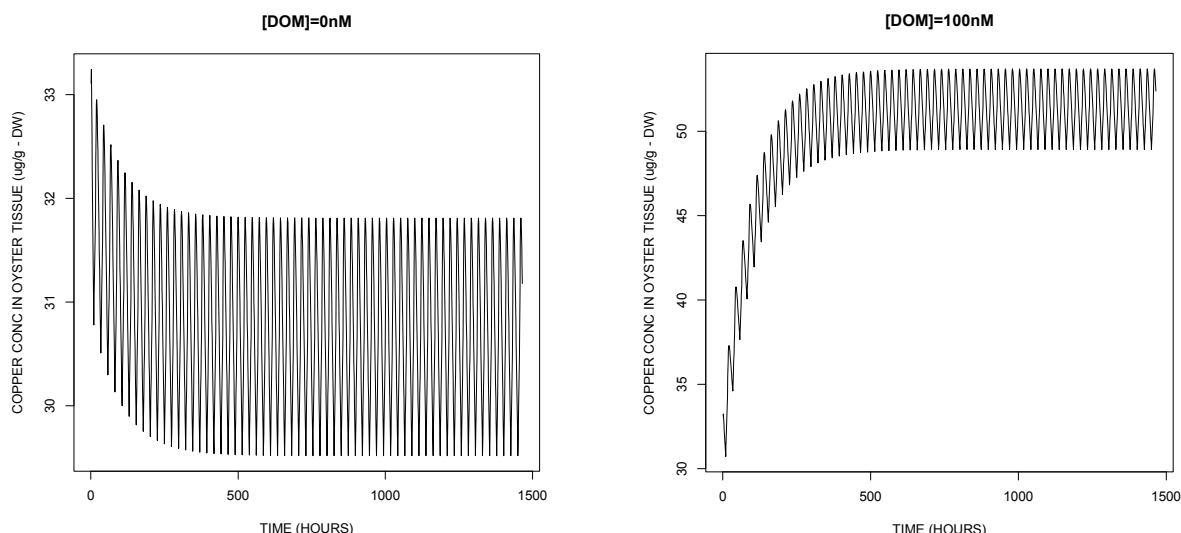 [DOM]=0nM
COPPER CONC IN OYSTER TISSUE (ug/g - DW)
33
32
31
30
0 500 1000 1500
TIME (HOURS)
[DOM]=100nM
COPPER CONC IN OYSTER TISSUE (ug/g - DW)
50
45
40
35
30
0 500 1000 1500
TIME (HOURS)